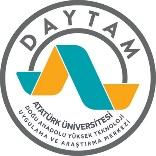 DAYTAM
ATATÜRK ÜNİVERSİTESİ
DOĞU ANADOLU YÜKSEK TEKNOLOJİ
UYGULAMA VE ARAŞTIRMA MERKEZİ